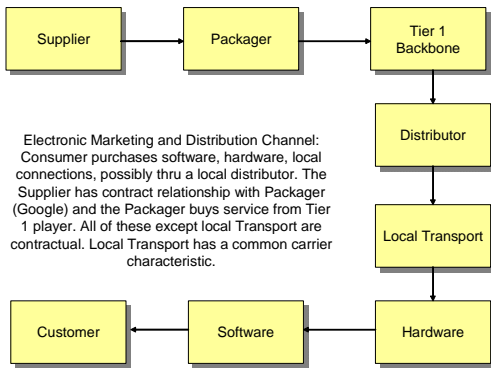 Supplier
Packager
Tier 1
Backbone
Distributor
Electronic Marketing and Distribution Channel:
Consumer purchases software, hardware, local
connections, possibly thru a local distributor. The
Supplier has contract relationship with Packager
(Google) and the Packager buys service from Tier
1 player. All of these except local Transport are
contractual. Local Transport has a common carrier
characteristic.
Local Transport
Customer
Software
Hardware